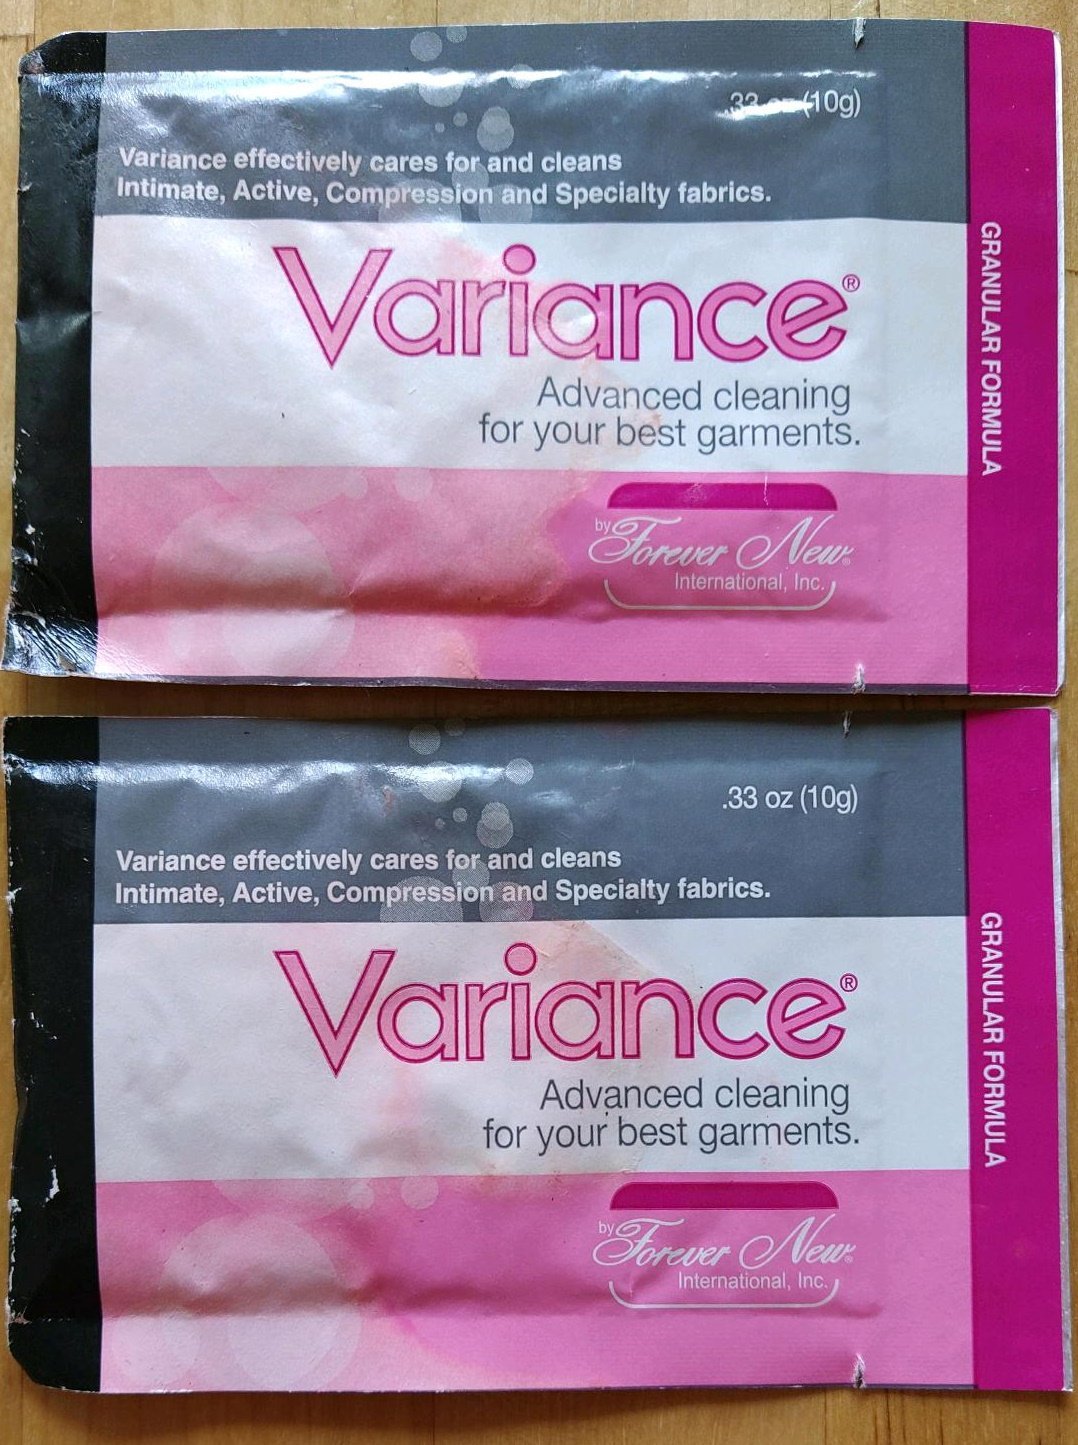 .33 oz (10g)
Variance effectively cares for and cleans
Intimate, Active, Compression and Specialty fabrics.
Variance®
Advanced cleaning
for your best garments.
by Forever New®
International, Inc.
GRANULAR FORMULA
.33 oz (10g)
Variance effectively cares for and cleans
Intimate, Active, Compression and Specialty fabrics.
Variance®
Advanced cleaning
for your best garments.
by Forever New®
International, Inc.
GRANULAR FORMULA